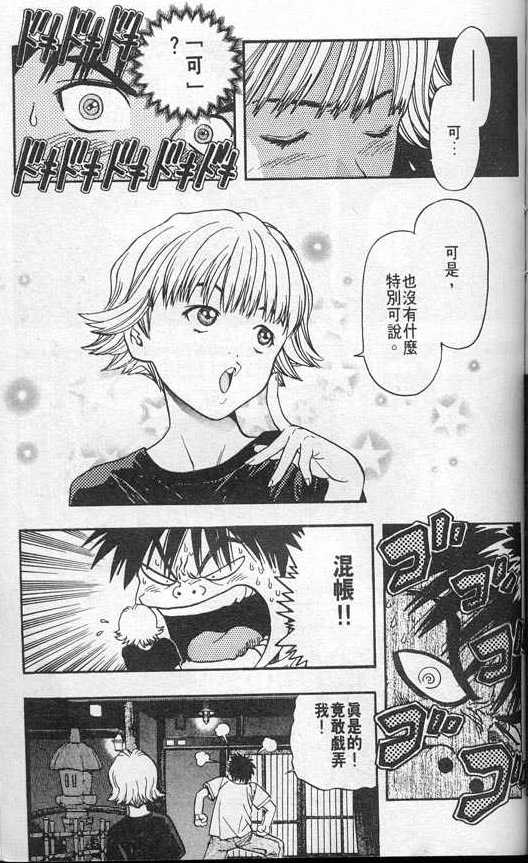 ——
可…
「可」
?
ドキドキドキ
ドキドキドキドキドキ
可是，
也沒有什麼
特別可說。
ゴゴゴゴ
混帳!!
真是的！
竟敢戲弄
我！